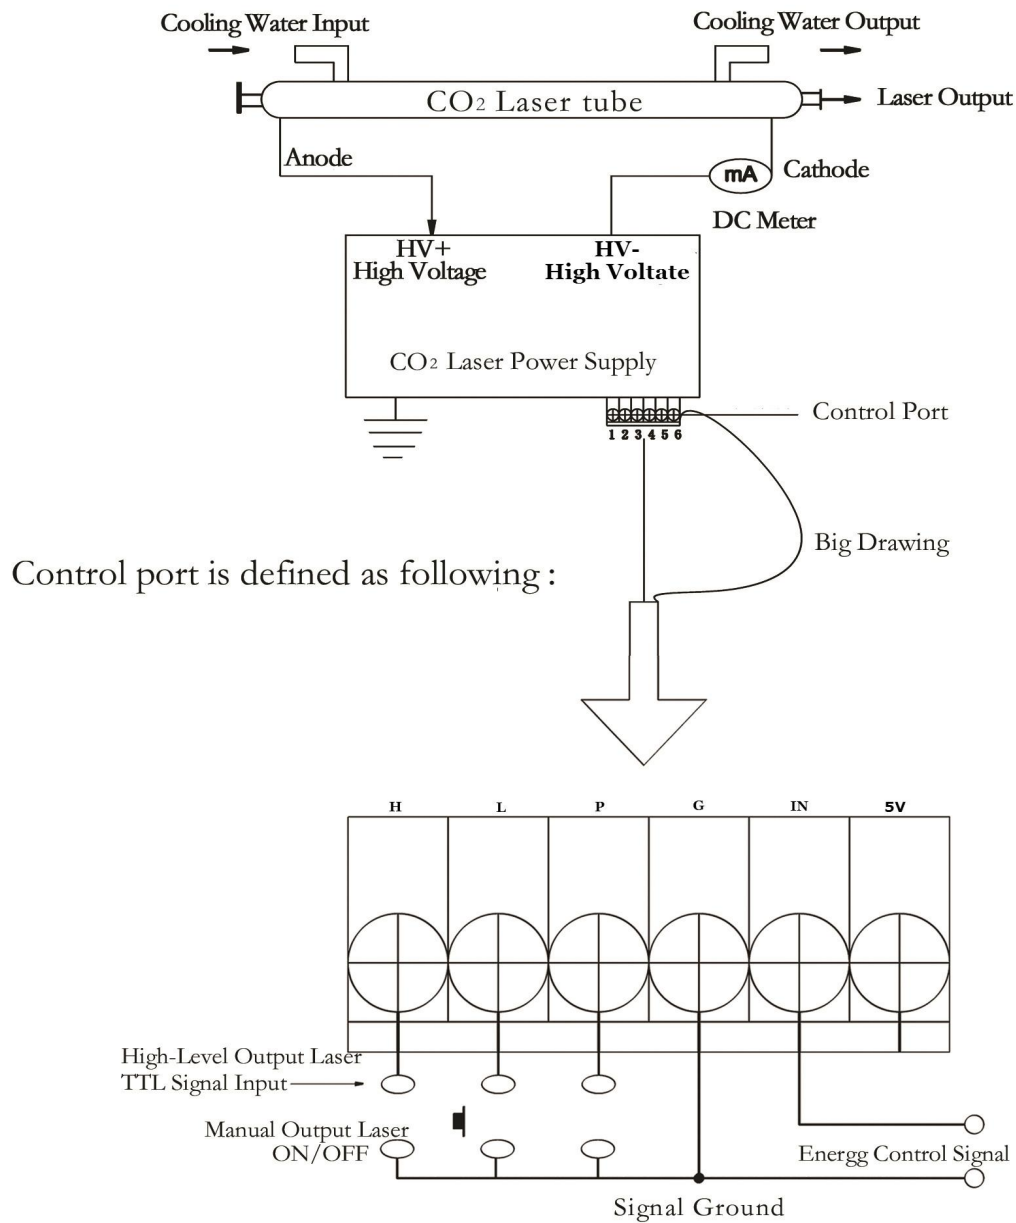 Cooling Water Input
Cooling Water Output
CO2 Laser tube
Laser Output
Anode
mA
Cathode
DC Meter
HV+
High Voltage
HV-
High Voltate
CO2 Laser Power Supply
Control Port
1 2 3 4 5 6
Big Drawing
Control port is defined as following :
H L P G IN 5V
High-Level Output Laser
TTL Signal Input
Manual Output Laser
ON/OFF
Energg Control Signal
Signal Ground